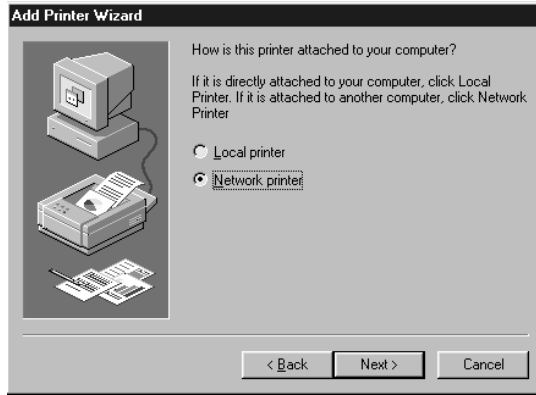 Add Printer Wizard
How is this printer attached to your computer?
If it is directly attached to your computer, click Local
Printer. If it is attached to another computer, click Network
Printer
Local printer
Network printer
< Back
Next >
Cancel